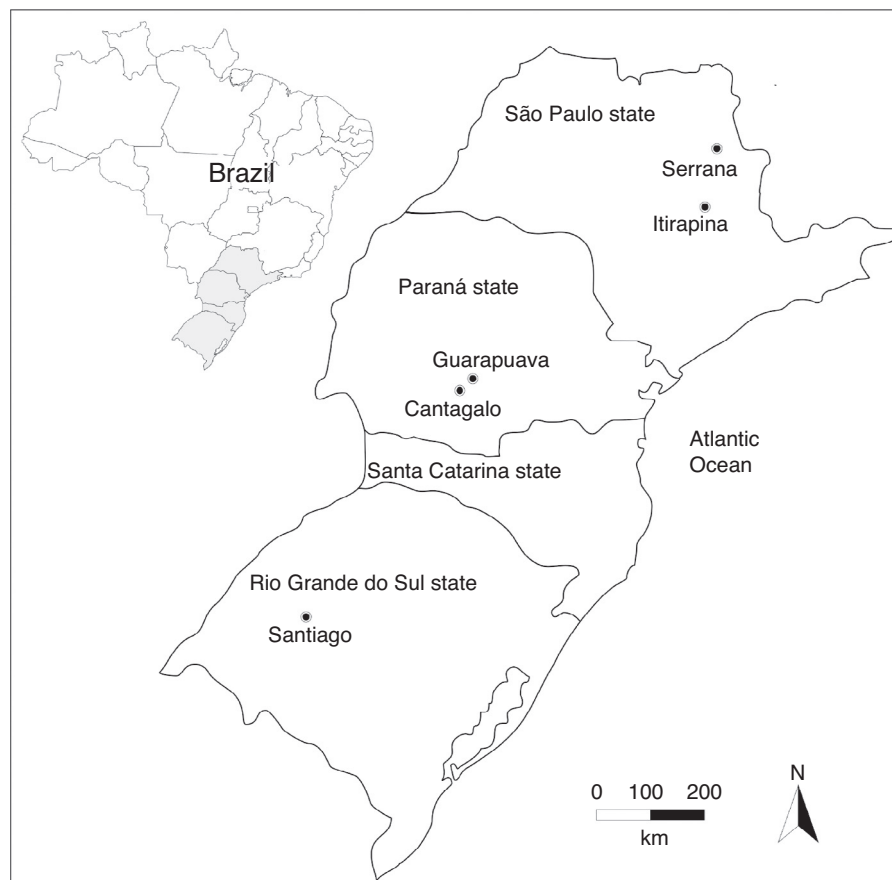 Brazil
São Paulo state
Serrana
Itirapina
Paraná state
Guarapuava
Cantagalo
Santa Catarina state
Atlantic
Ocean
Rio Grande do Sul state
Santiago
N
0 100 200
km